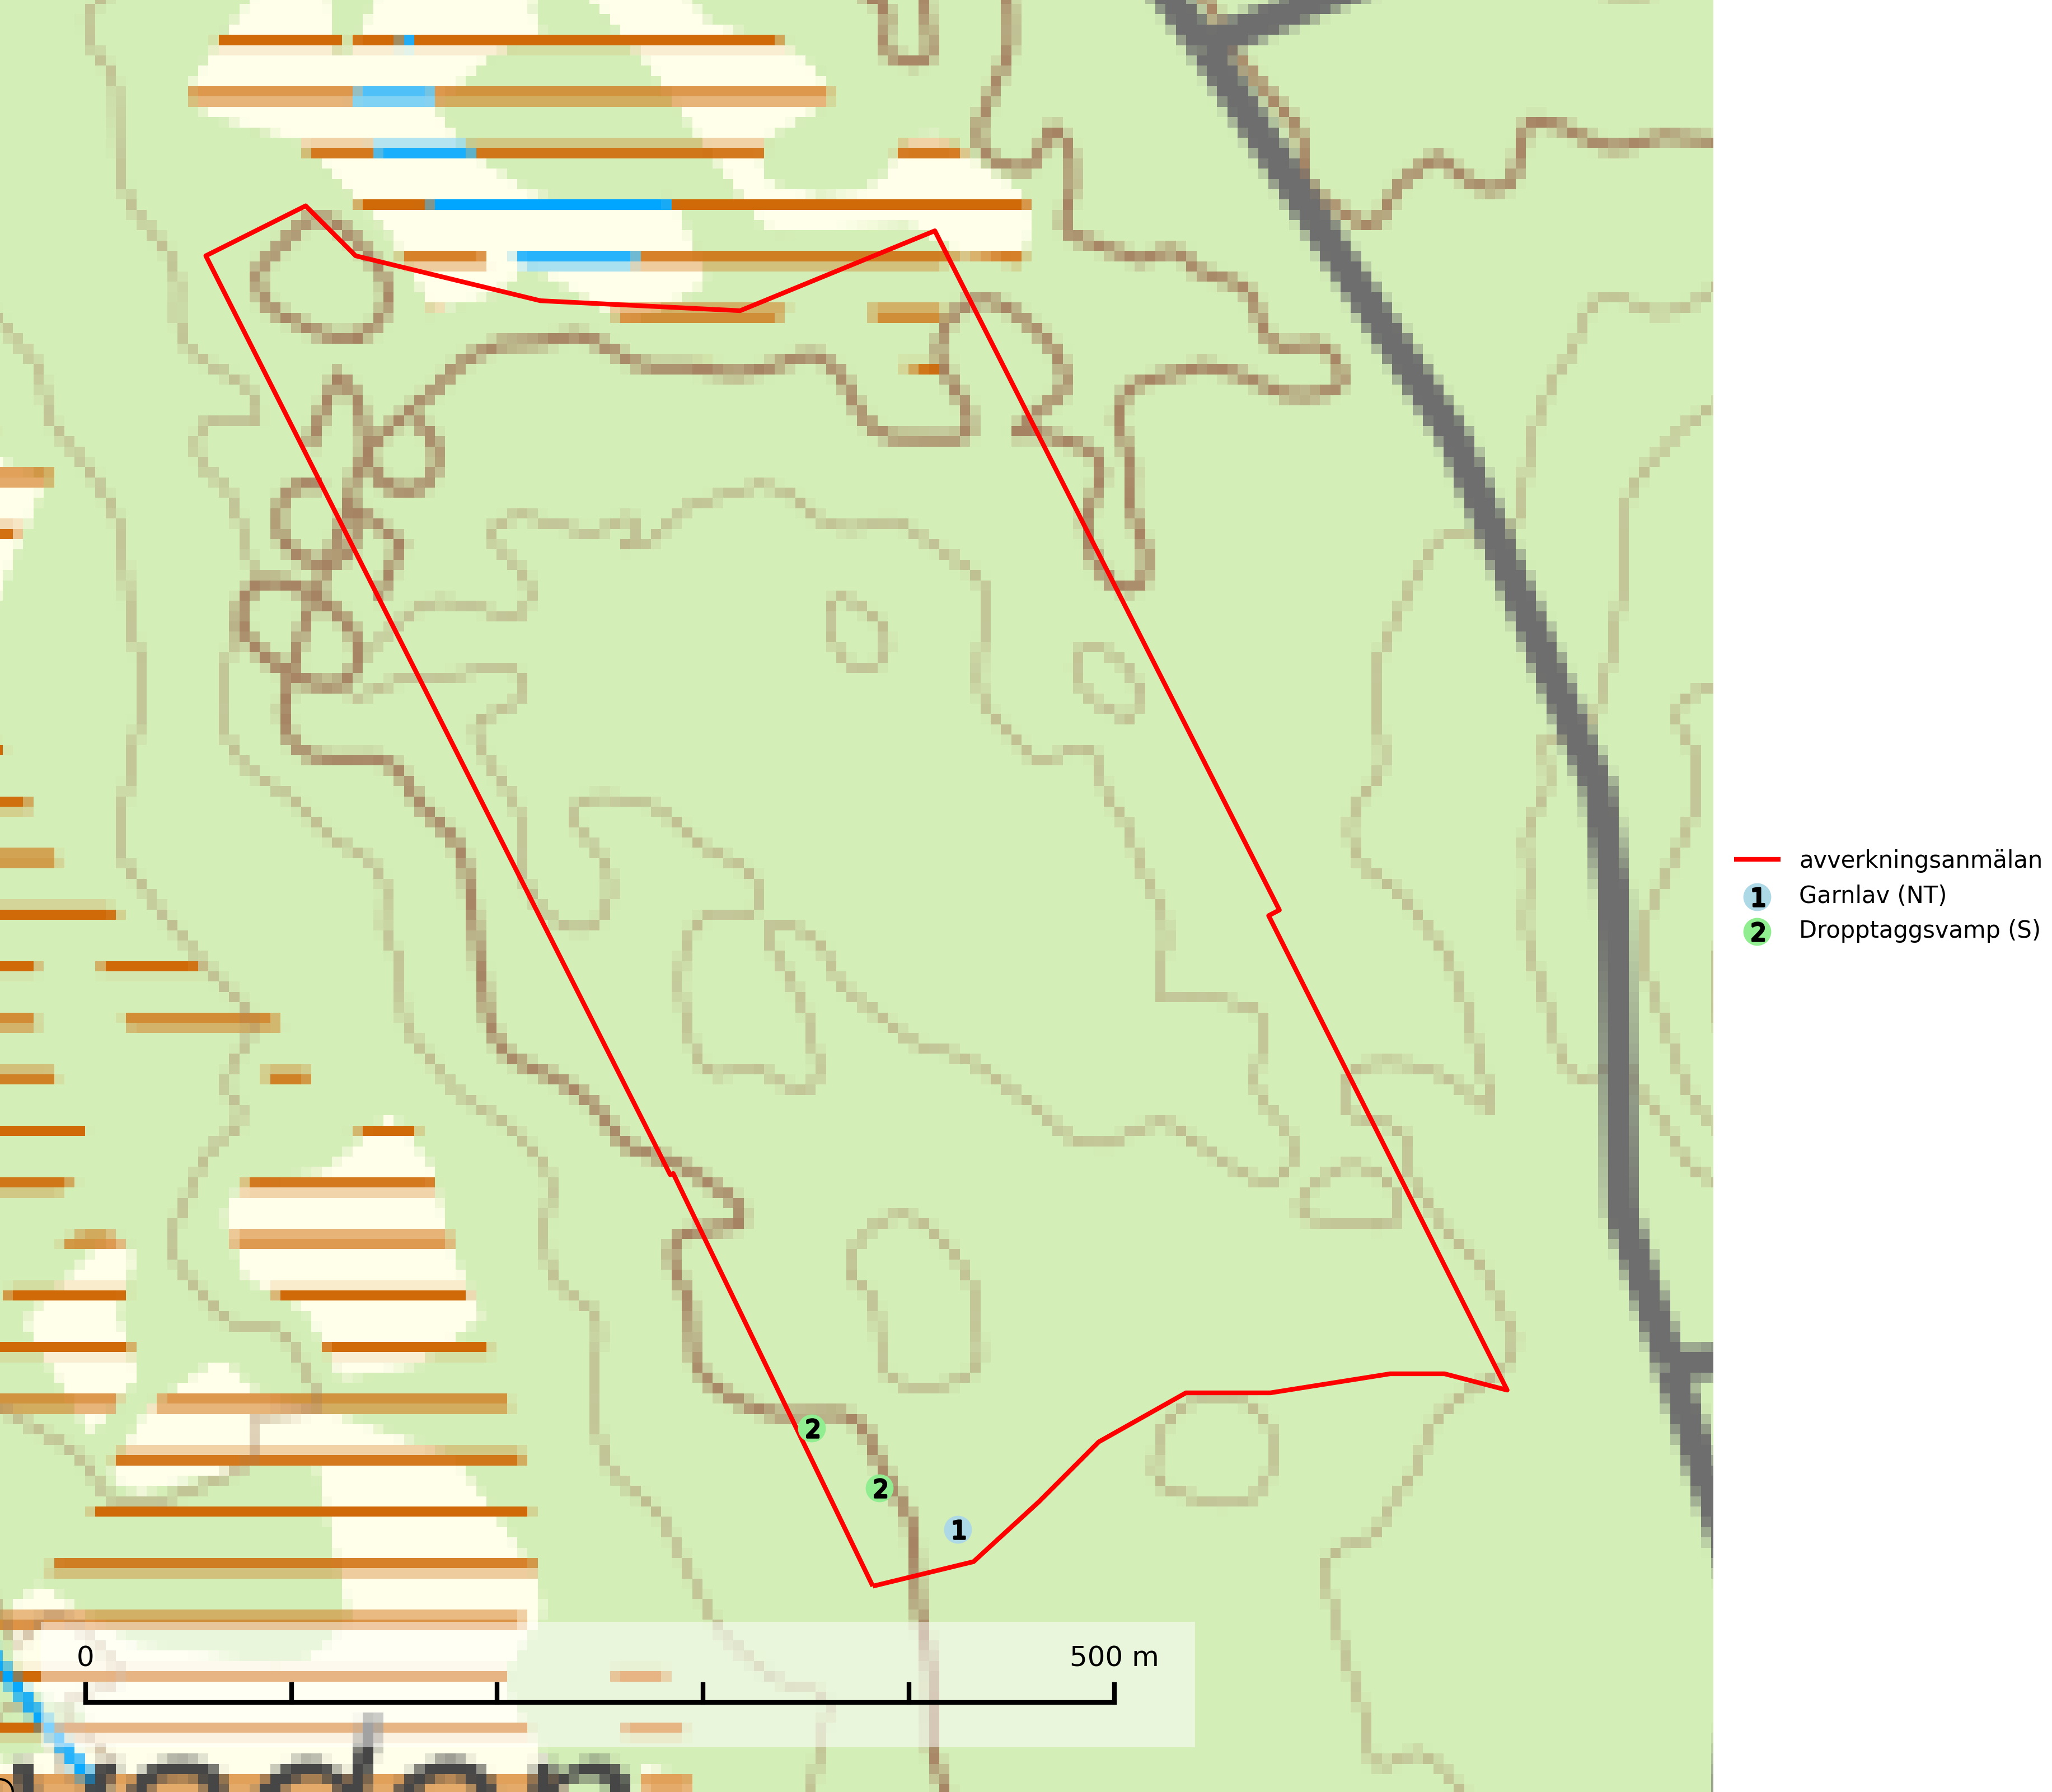 avverkningsanmälan
1 Garnlav (NT)
2 Dropptaggsvamp (S)
2
2
1
0 500 m